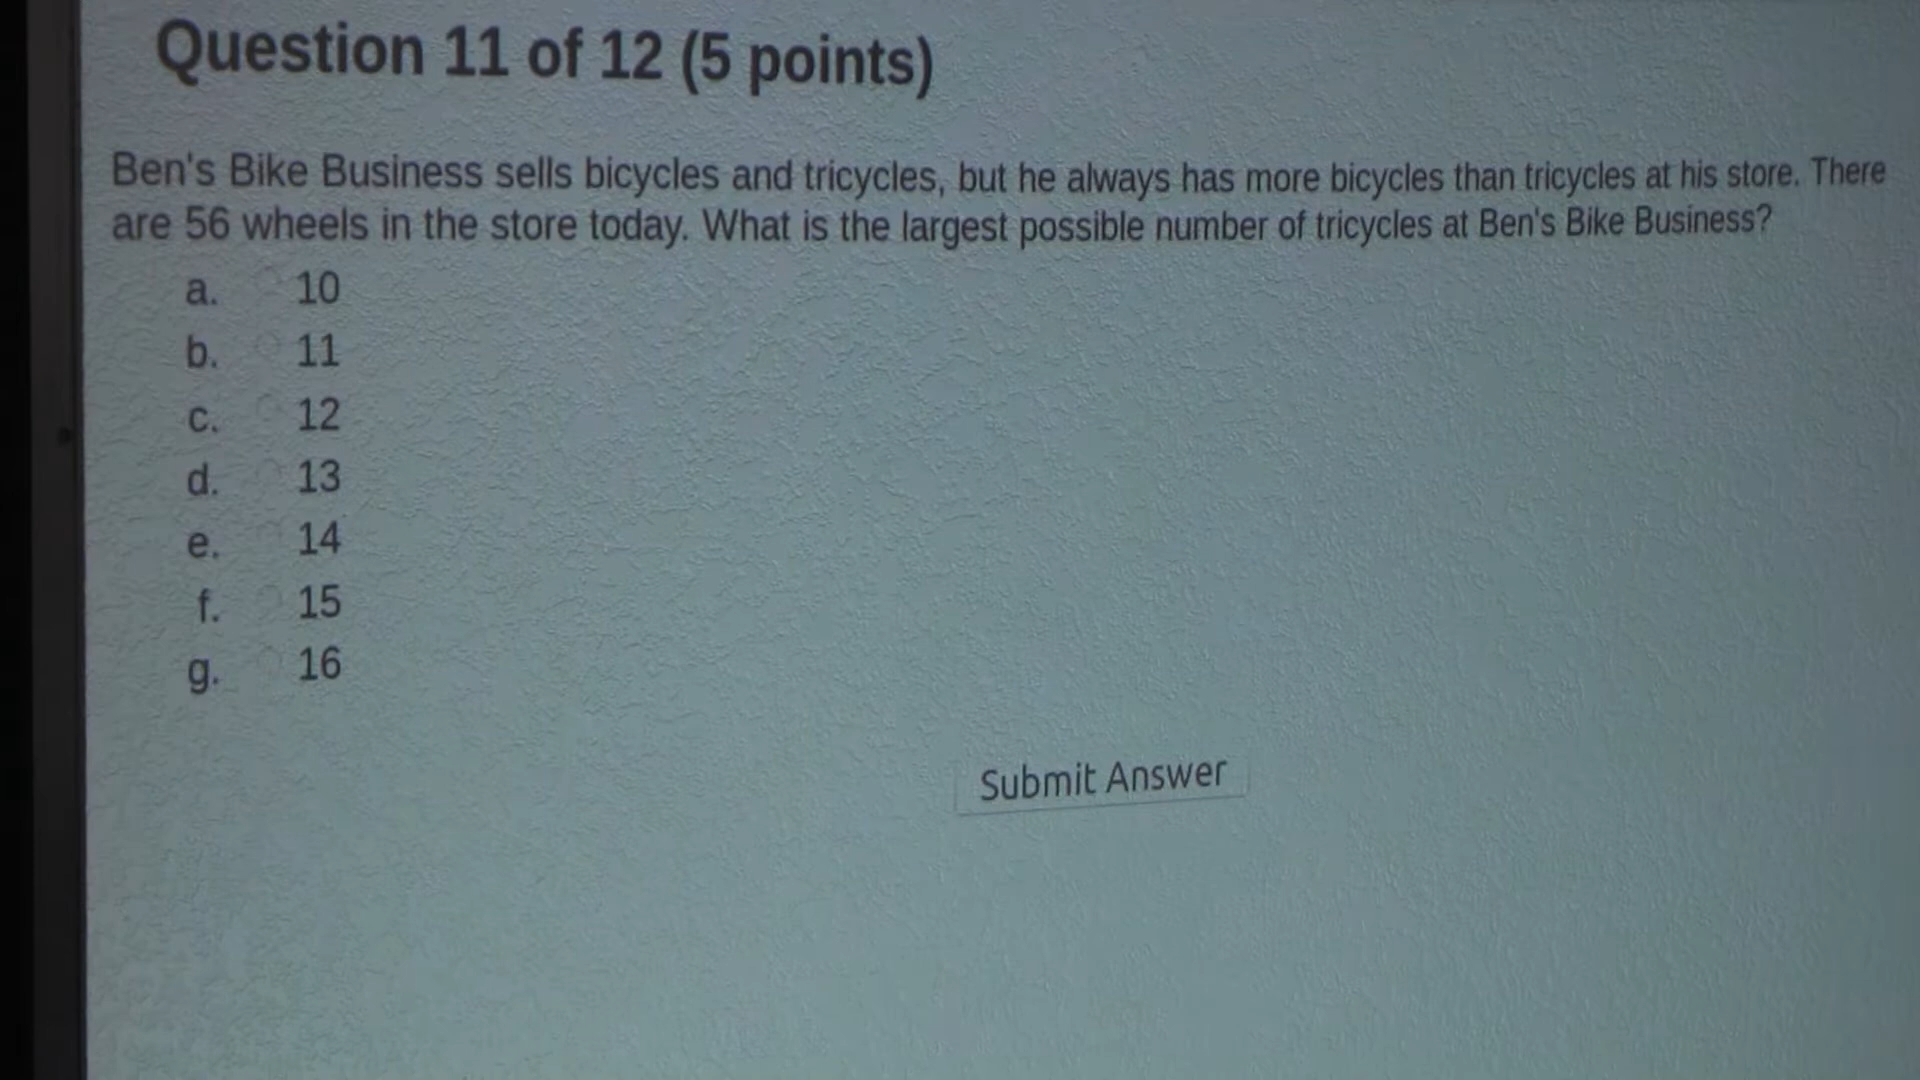 Question 11 of 12 (5 points)
Ben's Bike Business sells bicycles and tricycles, but he always has more bicycles than tricycles at his store. There
are 56 wheels in the store today. What is the largest possible number of tricycles at Ben's Bike Business?
a. 10
b. 11
c. 12
d. 13
e. 14
f. 15
g. 16
Submit Answer